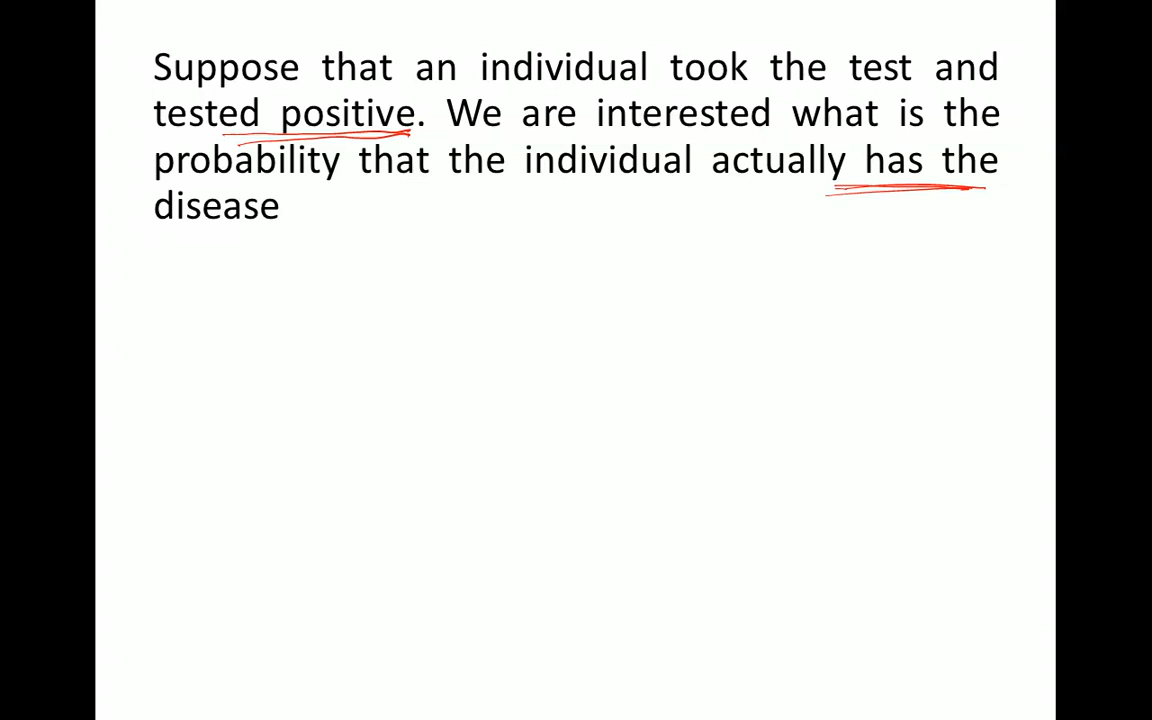 Suppose that an individual took the test and
tested positive. We are interested what is the
probability that the individual actually has the
disease